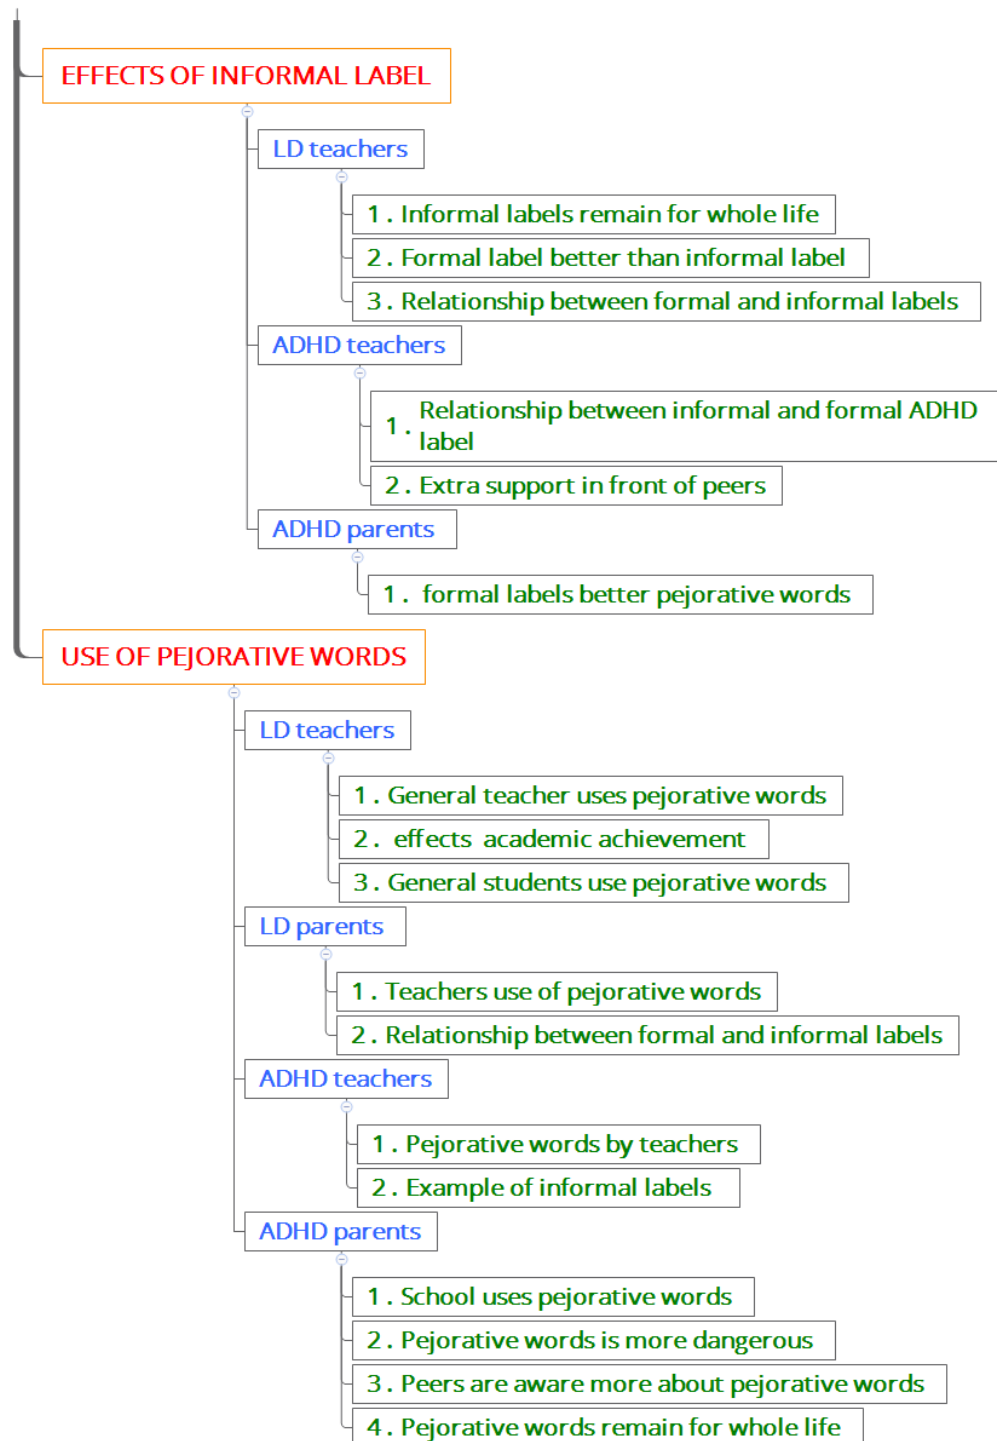 EFFECTS OF INFORMAL LABEL
LD teachers
1. Informal labels remain for whole life
2. Formal label better than informal label
3. Relationship between formal and informal labels
ADHD teachers
1. Relationship between informal and formal ADHD
label
2. Extra support in front of peers
ADHD parents
1. formal labels better pejorative words
USE OF PEJORATIVE WORDS
LD teachers
1. General teacher uses pejorative words
2. effects academic achievement
3. General students use pejorative words
LD parents
1. Teachers use of pejorative words
2. Relationship between formal and informal labels
ADHD teachers
1. Pejorative words by teachers
2. Example of informal labels
ADHD parents
1. School uses pejorative words
2. Pejorative words is more dangerous
3. Peers are aware more about pejorative words
4. Pejorative words remain for whole life